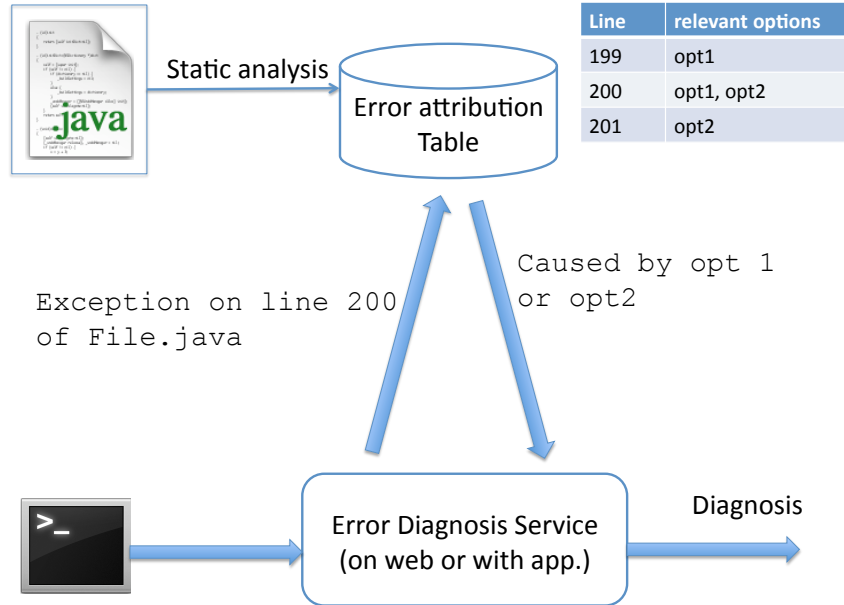 Line relevant options
199 opt1
200 opt1, opt2
201 opt2
.java
Static analysis
Error attribution
Table
Exception on line 200
of File.java
Caused by opt 1
or opt2
>_
Error Diagnosis Service
(on web or with app.)
Diagnosis